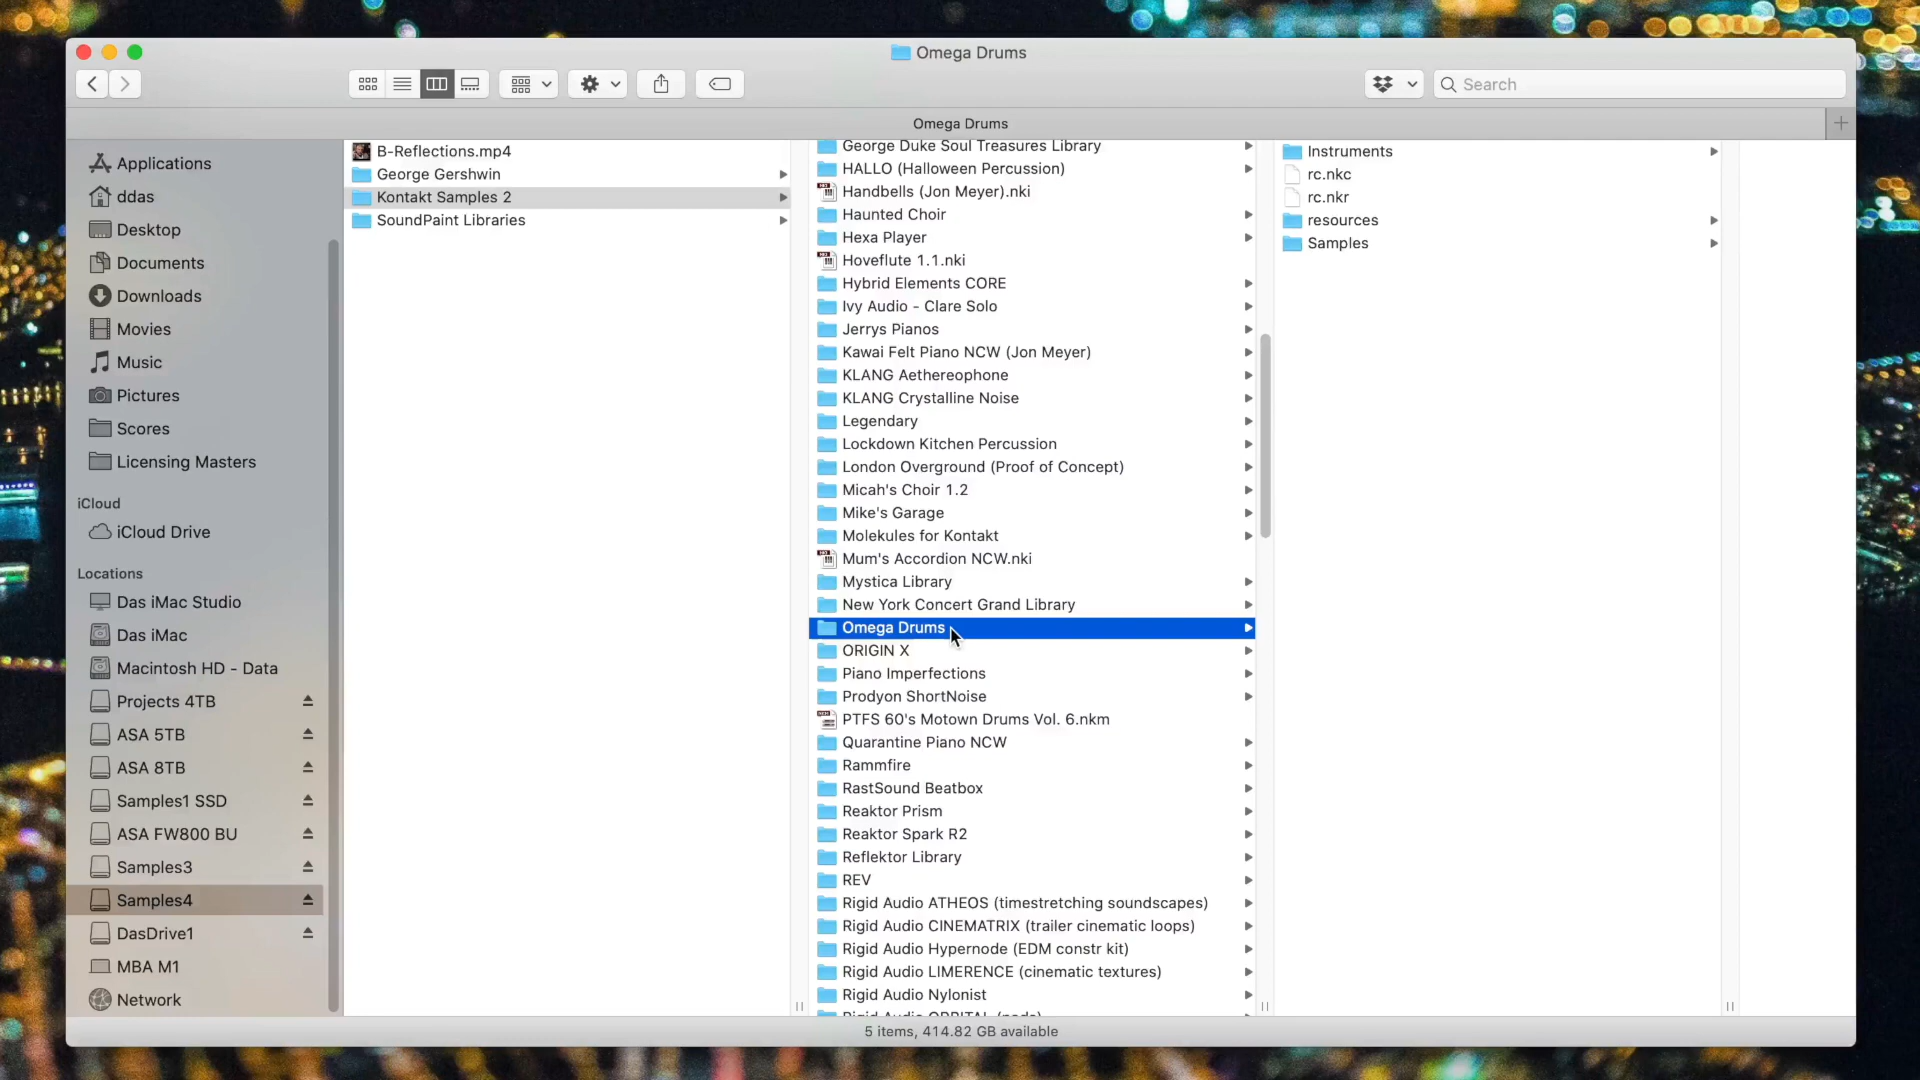 Omega Drums
Search
Omega Drums
Applications
ddas
Desktop
Documents
Downloads
Movies
Music
Pictures
Scores
Licensing Masters
iCloud
iCloud Drive
Locations
Das iMac Studio
Das iMac
Macintosh HD - Data
Projects 4TB
ASA 5TB
ASA 8TB
Samples1 SSD
ASA FW800 BU
Samples3
Samples4
DasDrive1
MBA M1
Network
B-Reflections.mp4
George Gershwin
Kontakt Samples 2
SoundPaint Libraries
George Duke Soul Treasures Library
HALLO (Halloween Percussion)
Handbells (Jon Meyer).nki
Haunted Choir
Hexa Player
Hoveflute 1.1.nki
Hybrid Elements CORE
Ivy Audio - Clare Solo
Jerrys Pianos
Kawai Felt Piano NCW (Jon Meyer)
KLANG Aethereophone
KLANG Crystalline Noise
Legendary
Lockdown Kitchen Percussion
London Overground (Proof of Concept)
Micah's Choir 1.2
Mike's Garage
Molekules for Kontakt
Mum's Accordion NCW.nki
Mystica Library
New York Concert Grand Library
Omega Drums
ORIGIN X
Piano Imperfections
Prodyon ShortNoise
PTFS 60's Motown Drums Vol. 6.nkm
Quarantine Piano NCW
Rammfire
RastSound Beatbox
Reaktor Prism
Reaktor Spark R2
Reflektor Library
REV
Rigid Audio ATHEOS (timestretching soundscapes)
Rigid Audio CINEMATRIX (trailer cinematic loops)
Rigid Audio Hypernode (EDM constr kit)
Rigid Audio LIMERENCE (cinematic textures)
Rigid Audio Nylonist
Instruments
rc.nkc
rc.nkr
resources
Samples
5 items, 414.82 GB available